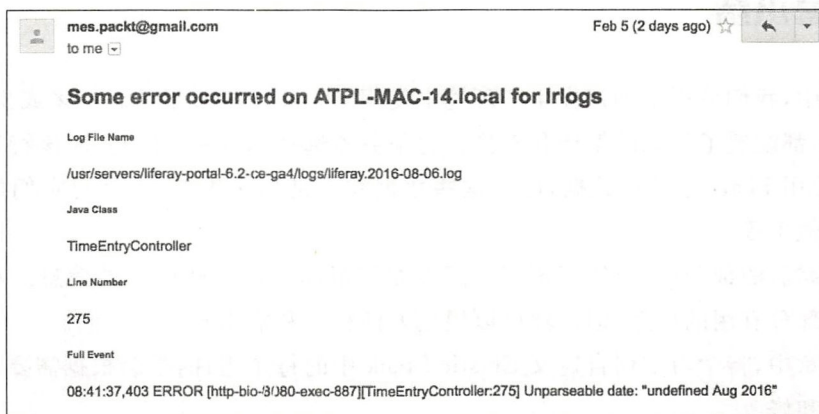 mes.packt@gmail.com
Feb 5 (2 days ago)
to me
Some error occurred on ATPL-MAC-14.local for lrlogs
Log File Name
/usr/servers/liferay-portal-6.2-ce-ga4/logs/liferay.2016-08-06.log
Java Class
TimeEntryController
Line Number
275
Full Event
08:41:37,403 ERROR [http-bio-8080-exec-887][TimeEntryController:275] Unparseable date: "undefined Aug 2016"